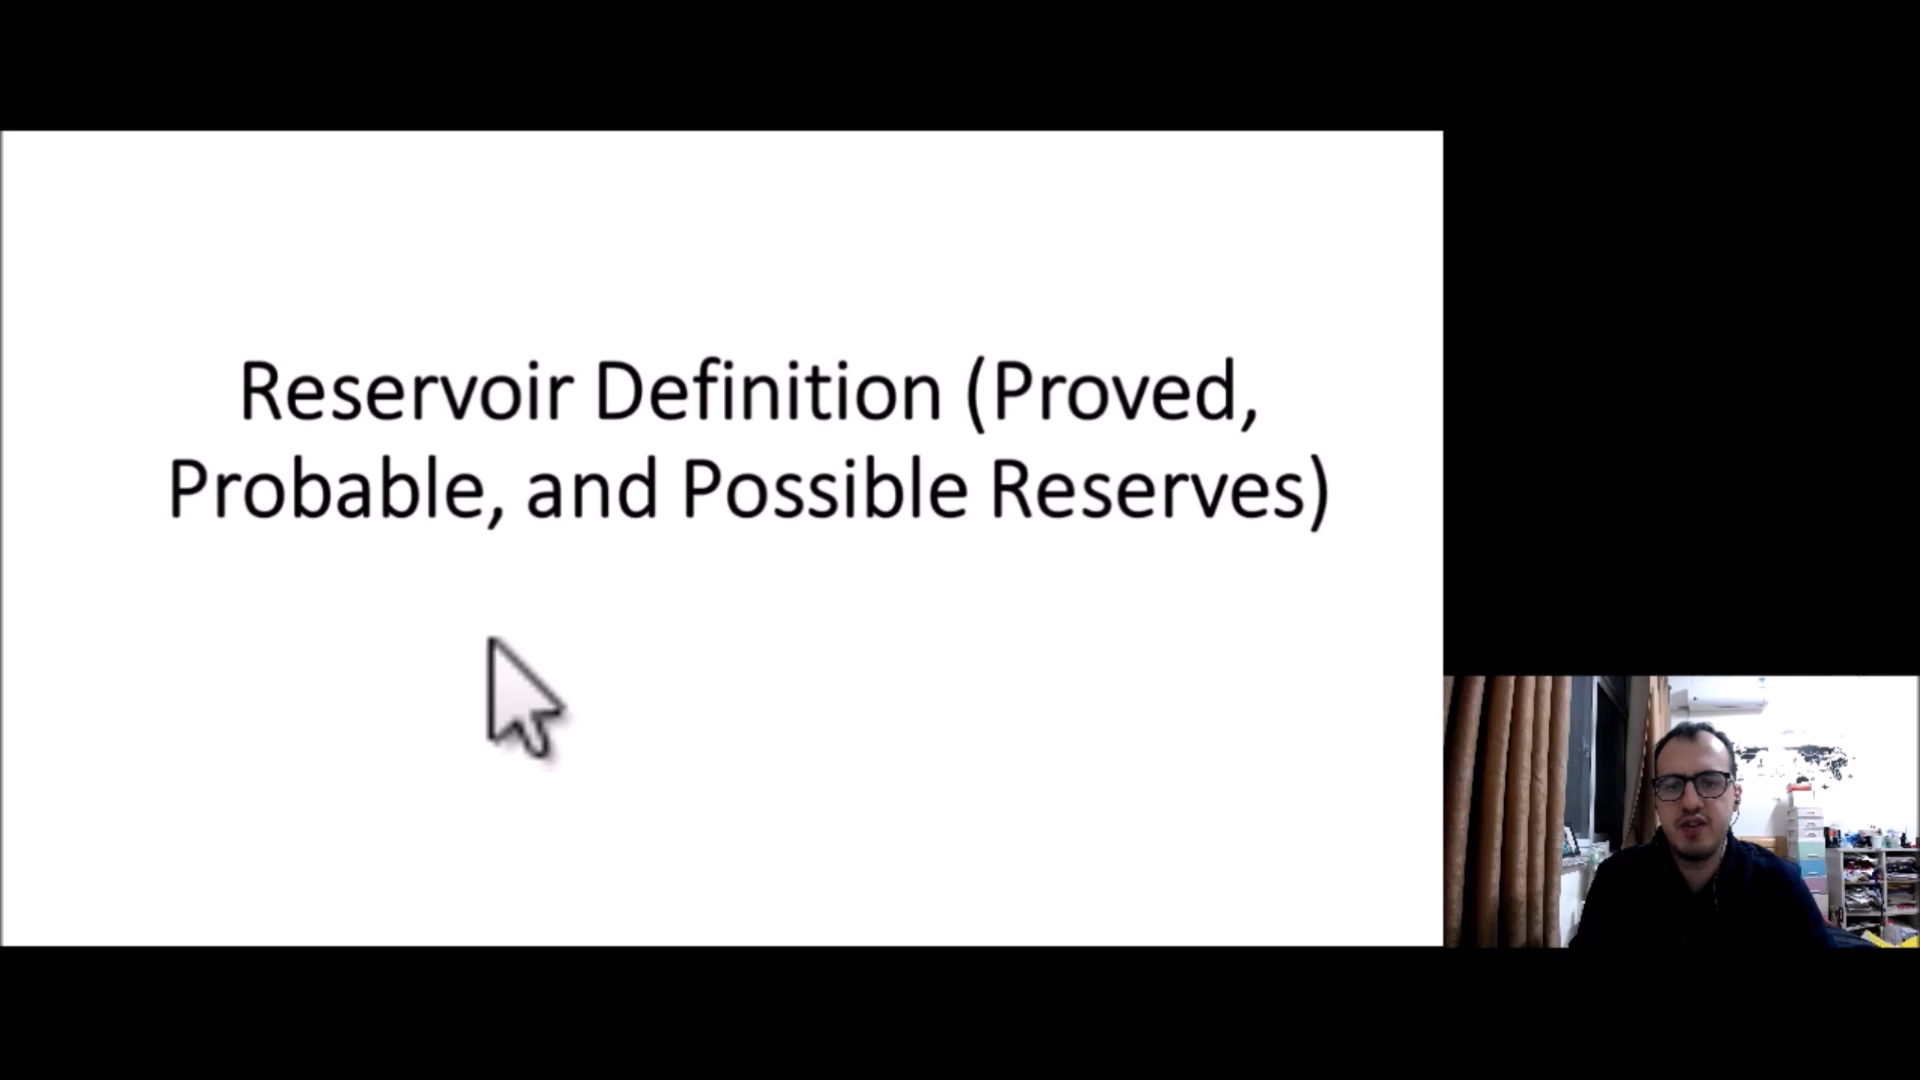 Reservoir Definition (Proved,
Probable, and Possible Reserves)